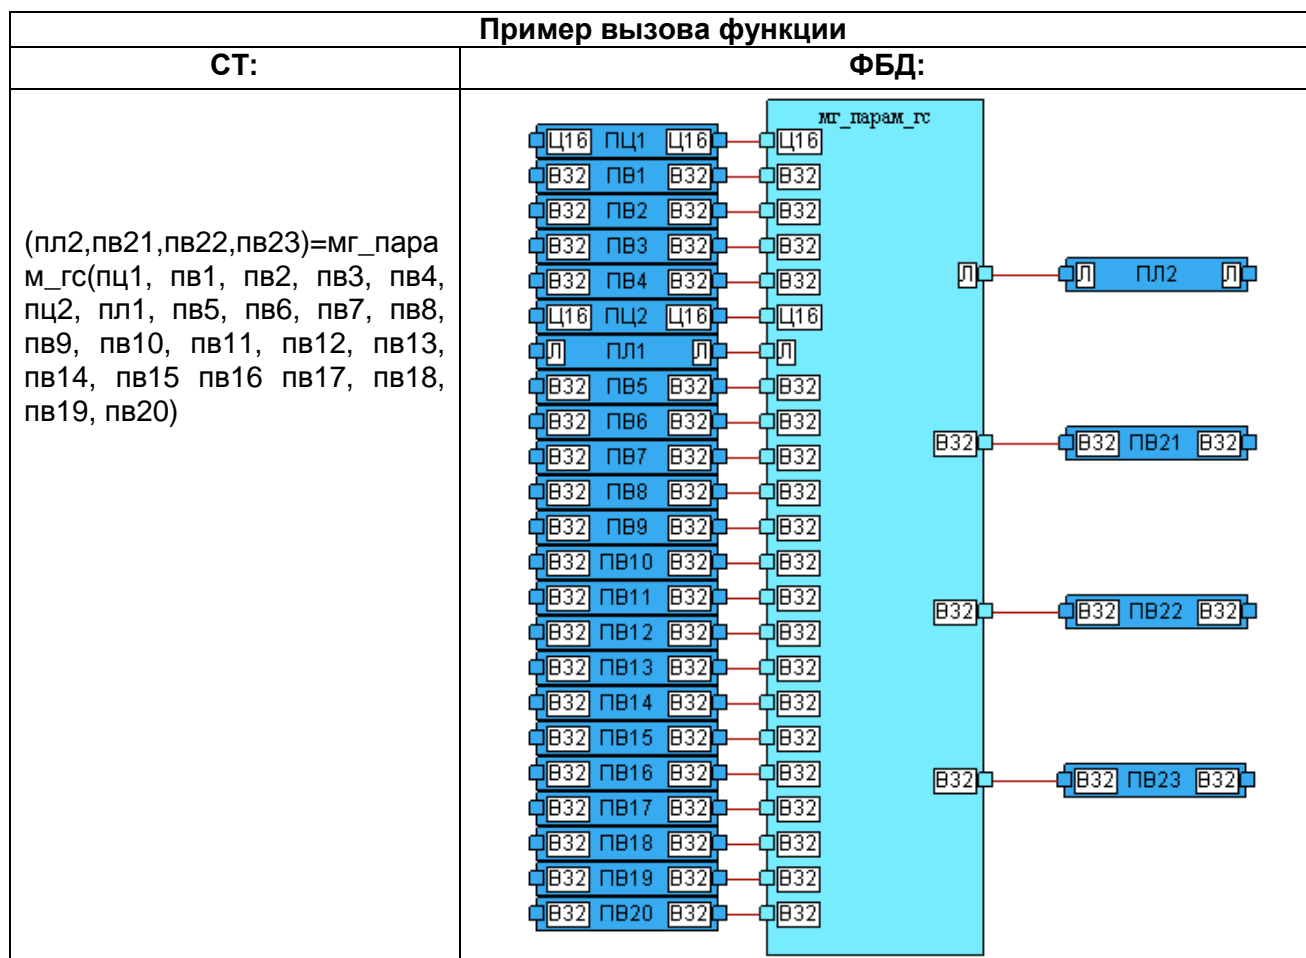 Пример вызова функции
СТ:
ФБД:
(пл2,пв21,пв22,пв23)=мг_пара
м_гс(пц1, пв1, пв2, пв3, пв4,
пц2, пл1, пв5, пв6, пв7, пв8,
пв9, пв10, пв11, пв12, пв13,
пв14, пв15 пв16 пв17, пв18,
пв19, пв20)
мг_парам_гс
Ц16 ПЦ1 Ц16 Ц16
В32 ПВ1 В32 В32
В32 ПВ2 В32 В32
В32 ПВ3 В32 В32
В32 ПВ4 В32 В32
Л Л ПЛ2 Л
Ц16 ПЦ2 Ц16 Ц16
Л ПЛ1 Л Л
В32 ПВ5 В32 В32
В32 ПВ6 В32 В32
В32 В32 ПВ21 В32
В32 ПВ7 В32 В32
В32 ПВ8 В32 В32
В32 ПВ9 В32 В32
В32 ПВ10 В32 В32
В32 ПВ11 В32 В32
В32 В32 ПВ22 В32
В32 ПВ12 В32 В32
В32 ПВ13 В32 В32
В32 ПВ14 В32 В32
В32 ПВ15 В32 В32
В32 ПВ16 В32 В32
В32 В32 ПВ23 В32
В32 ПВ17 В32 В32
В32 ПВ18 В32 В32
В32 ПВ19 В32 В32
В32 ПВ20 В32 В32